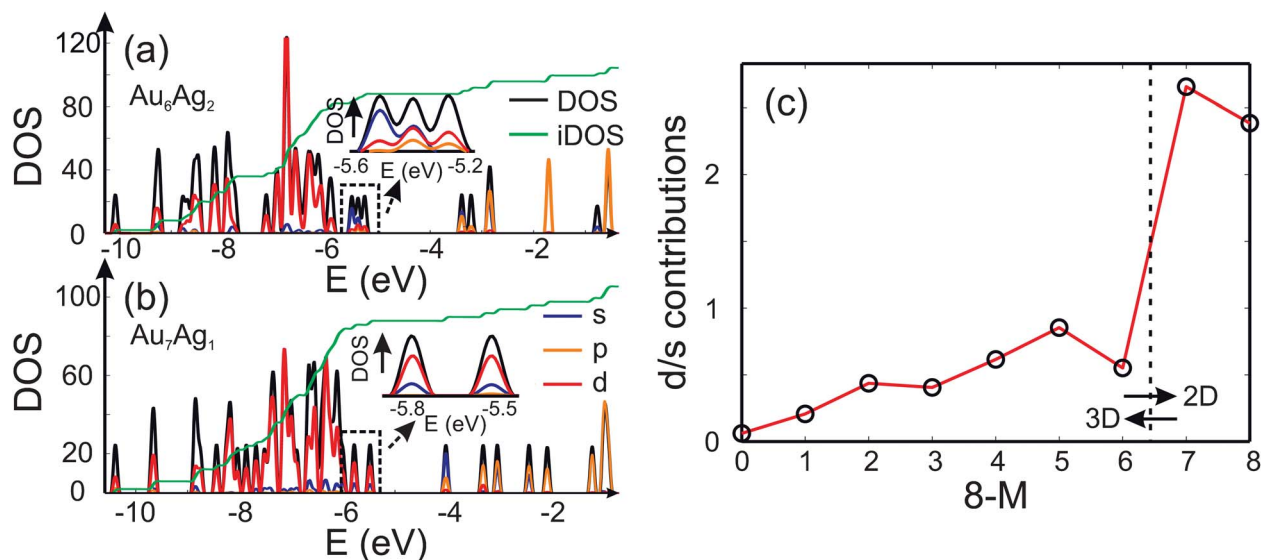 (a)
Au6Ag2
DOS
120
80
40
0
DOS
iDOS
DOS
-5.6
-5.2
E (eV)
-10
-8
-6
-4
-2
E (eV)
(b)
Au7Ag1
DOS
100
60
20
0
s
p
d
DOS
-5.8
-5.5
E (eV)
-10
-8
-6
-4
-2
E (eV)
(c)
d/s contributions
2
1
0
2D
3D
0
1
2
3
4
5
6
7
8
8-M